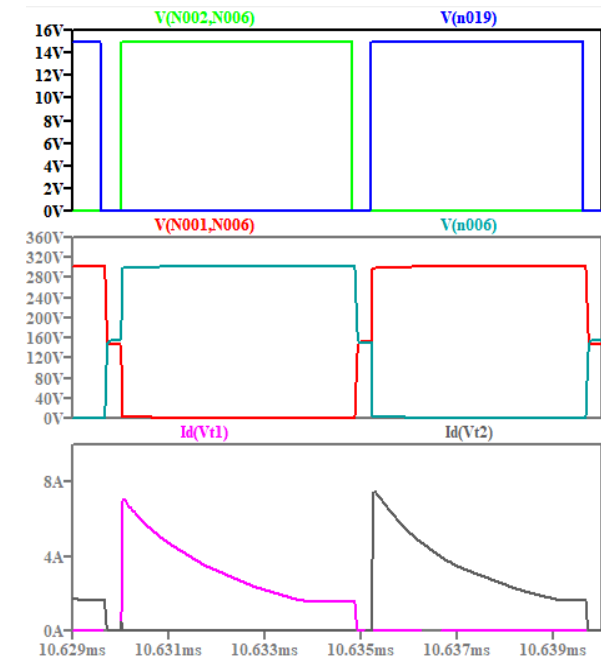 V(N002,N006) V(n019)
16V
14V
12V
10V
8V
6V
4V
2V
0V
V(N001,N006) V(n006)
360V
320V
280V
240V
200V
160V
120V
80V
40V
0V
Id(Vt1) Id(Vt2)
8A
4A
0A
10.629ms 10.631ms 10.633ms 10.635ms 10.637ms 10.639ms